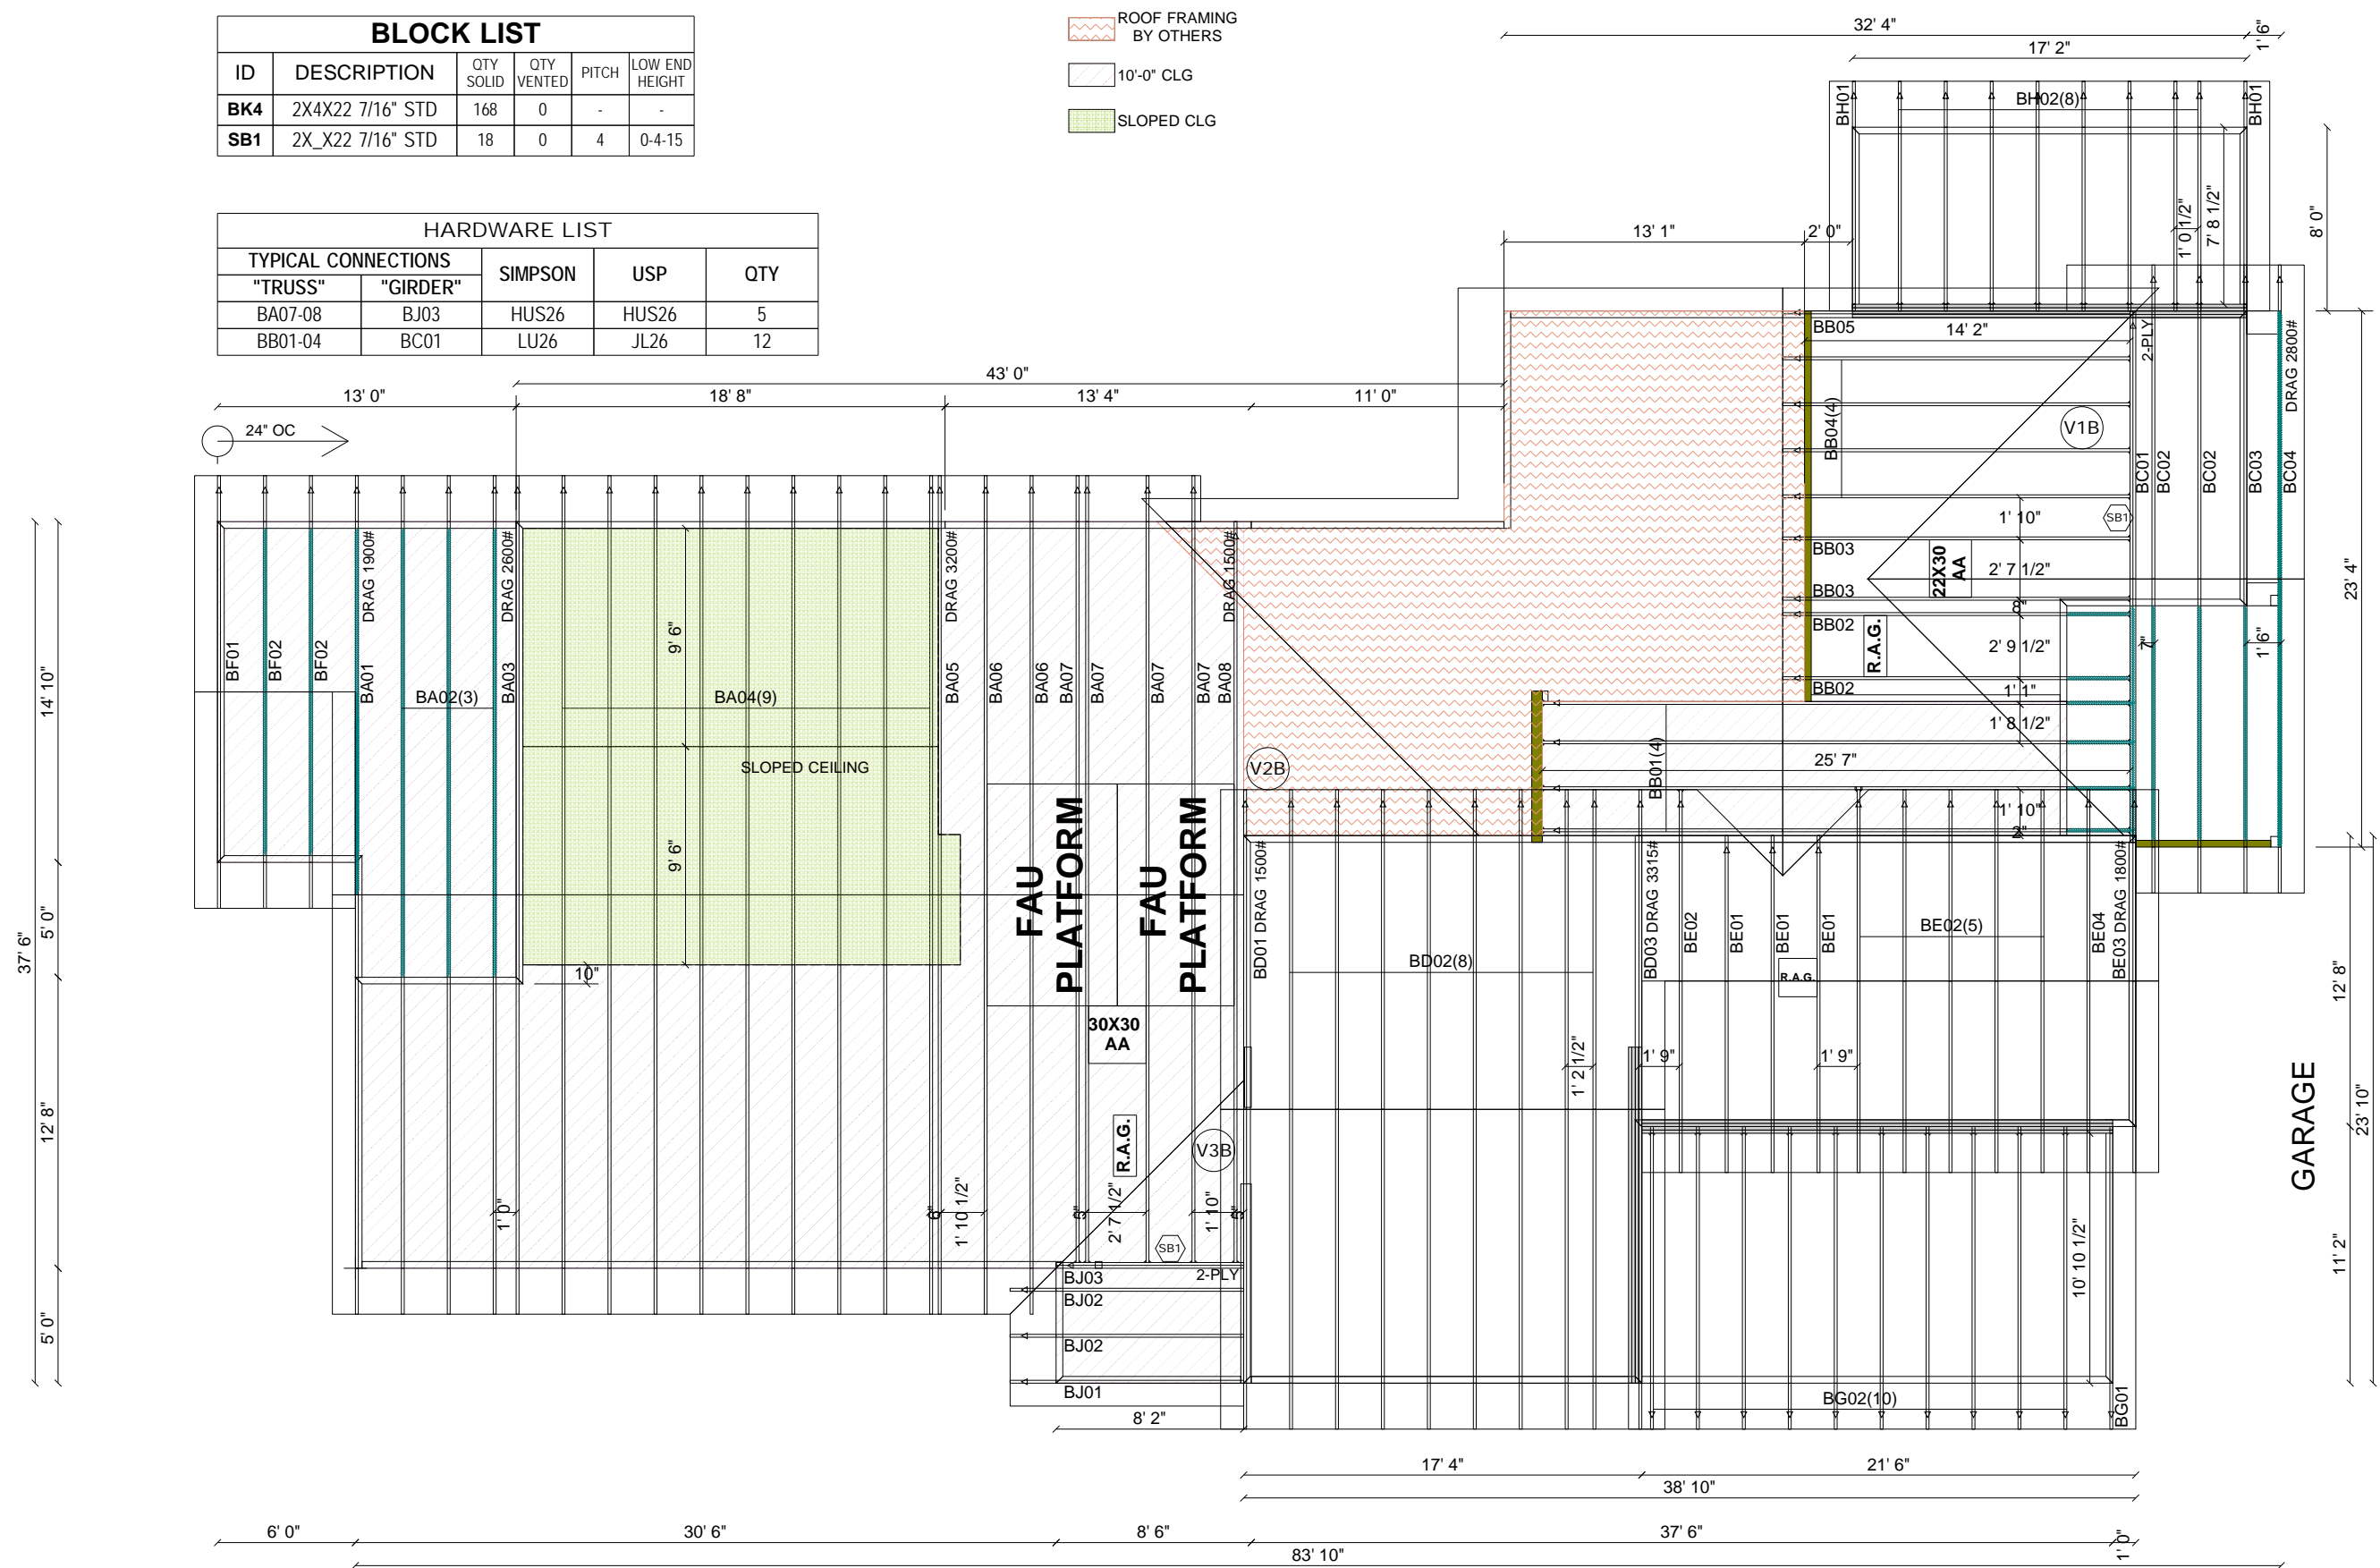 BLOCK LIST
ID DESCRIPTION QTY SOLID QTY VENTED PITCH LOW END HEIGHT
BK4 2X4X22 7/16" STD 168 0 - -
SB1 2X_X22 7/16" STD 18 0 4 0-4-15
HARDWARE LIST
TYPICAL CONNECTIONS SIMPSON USP QTY
"TRUSS" "GIRDER"
BA07-08 BJ03 HUS26 HUS26 5
BB01-04 BC01 LU26 JL26 12
ROOF FRAMING
BY OTHERS
10'-0" CLG
SLOPED CLG
32' 4"
1' 6"
17' 2"
BH01
BH02(8)
BH01
1' 0 1/2"
7' 8 1/2"
8' 0"
13' 1"
2' 0"
BB05
14' 2"
2-PLY
DRAG 2800#
43' 0"
13' 0"
18' 8"
13' 4"
11' 0"
24" OC
BB04(4)
V1B
BC01
BC02
BC02
BC03
BC04
SB1
1' 10"
23' 4"
DRAG 1900#
DRAG 2600#
DRAG 3200#
DRAG 1500#
BB03
2' 7 1/2"
22X30
AA
BB03
8"
BB02
R.A.G.
2' 9 1/2"
7"
1' 6"
BB02
1' 1"
1' 8 1/2"
14' 10"
BF01
BF02
BF02
BA01
BA02(3)
BA03
9' 6"
BA04(9)
BA05
BA06
BA06
BA07
BA07
BA07
BA07
BA08
SLOPED CEILING
V2B
BB01(4)
25' 7"
1' 10"
FAU
PLATFORM
FAU
PLATFORM
9' 6"
BD01 DRAG 1500#
BD03 DRAG 3315#
BE02
BE01
BE01
BE01
BE02(5)
BE04
BE03 DRAG 1800#
BD02(8)
R.A.G.
37' 6"
5' 0"
10"
12' 8"
30X30
AA
1' 2 1/2"
1' 9"
1' 9"
GARAGE
23' 10"
12' 8"
R.A.G.
V3B
1' 0"
6"
1' 10 1/2"
2' 7 1/2"
1' 10"
SB1
10' 10 1/2"
11' 2"
BJ03
2-PLY
BJ02
BJ02
5' 0"
BJ01
BG02(10)
BG01
8' 2"
17' 4"
21' 6"
38' 10"
6' 0"
30' 6"
8' 6"
37' 6"
1' 0"
83' 10"